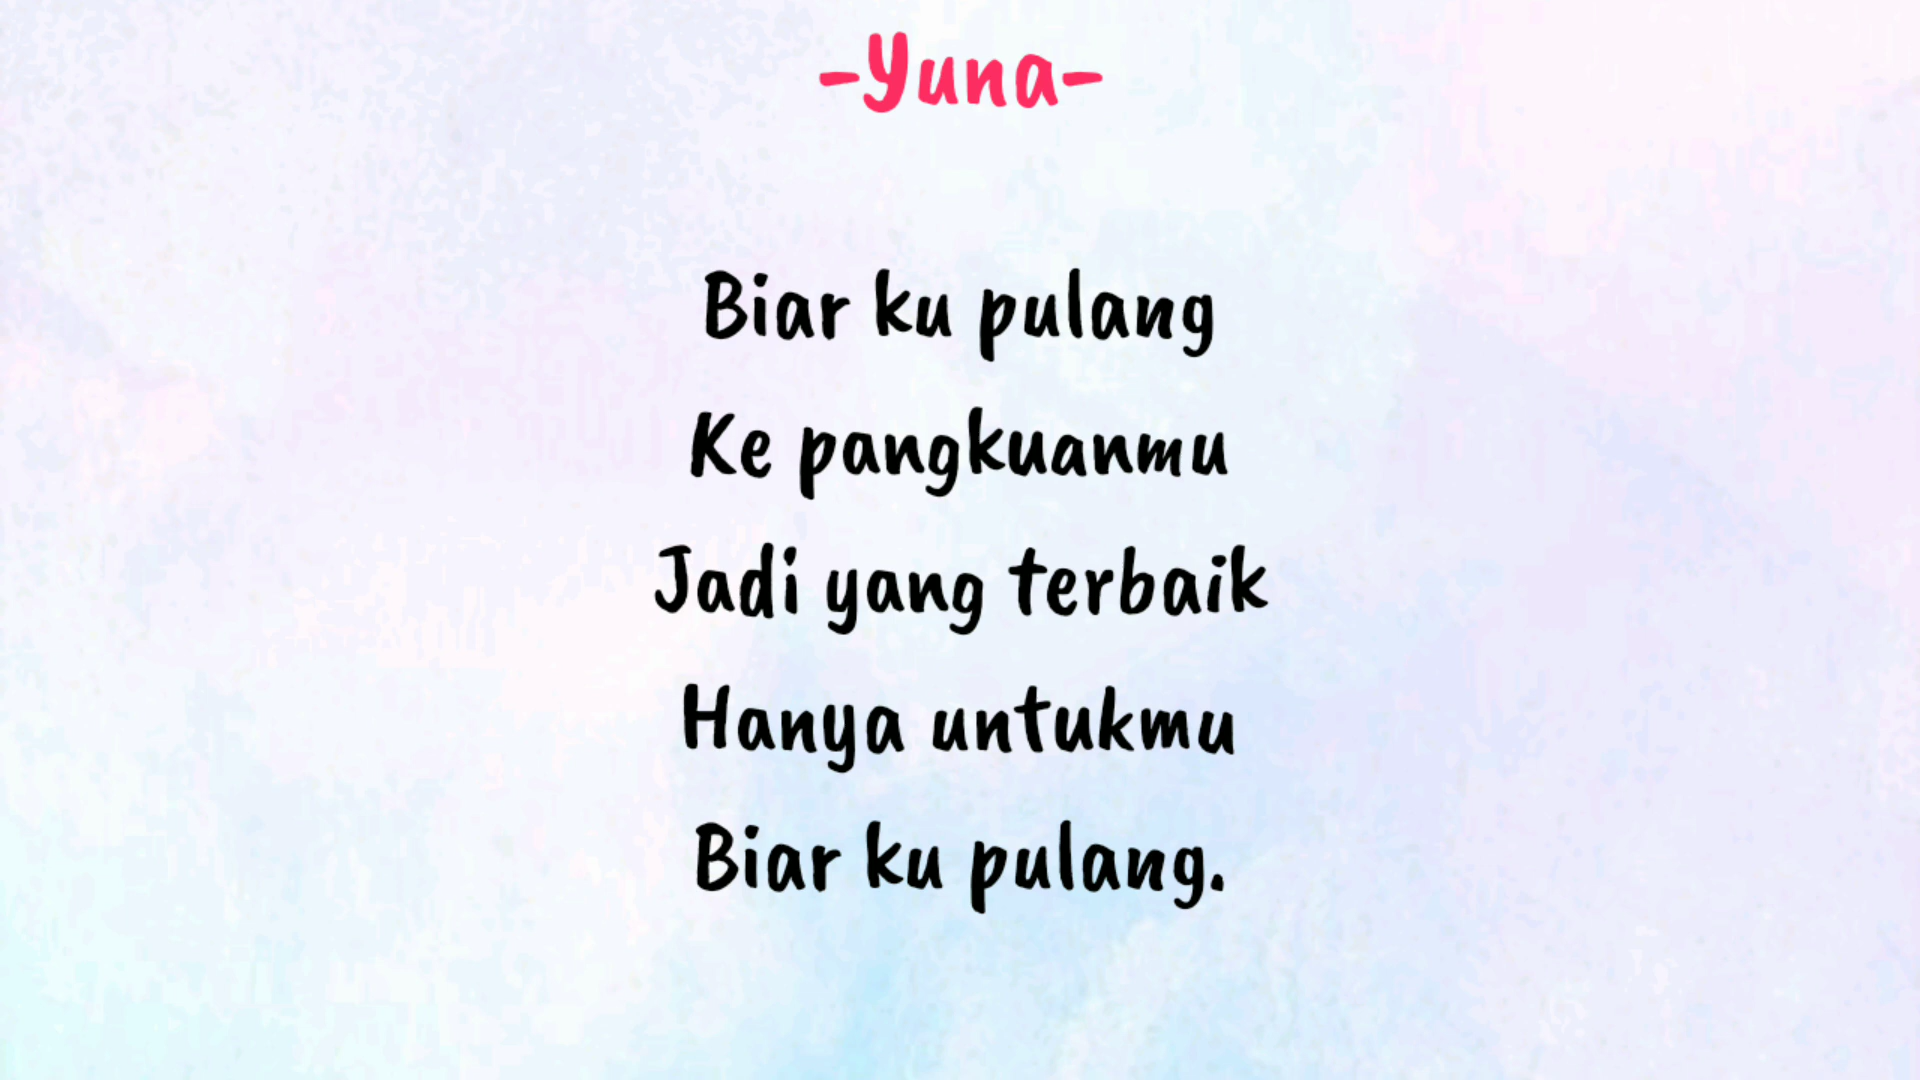 -Yuna-
Biar ku pulang
Ke pangkuanmu
Jadi yang terbaik
Hanya untukmu
Biar ku pulang.